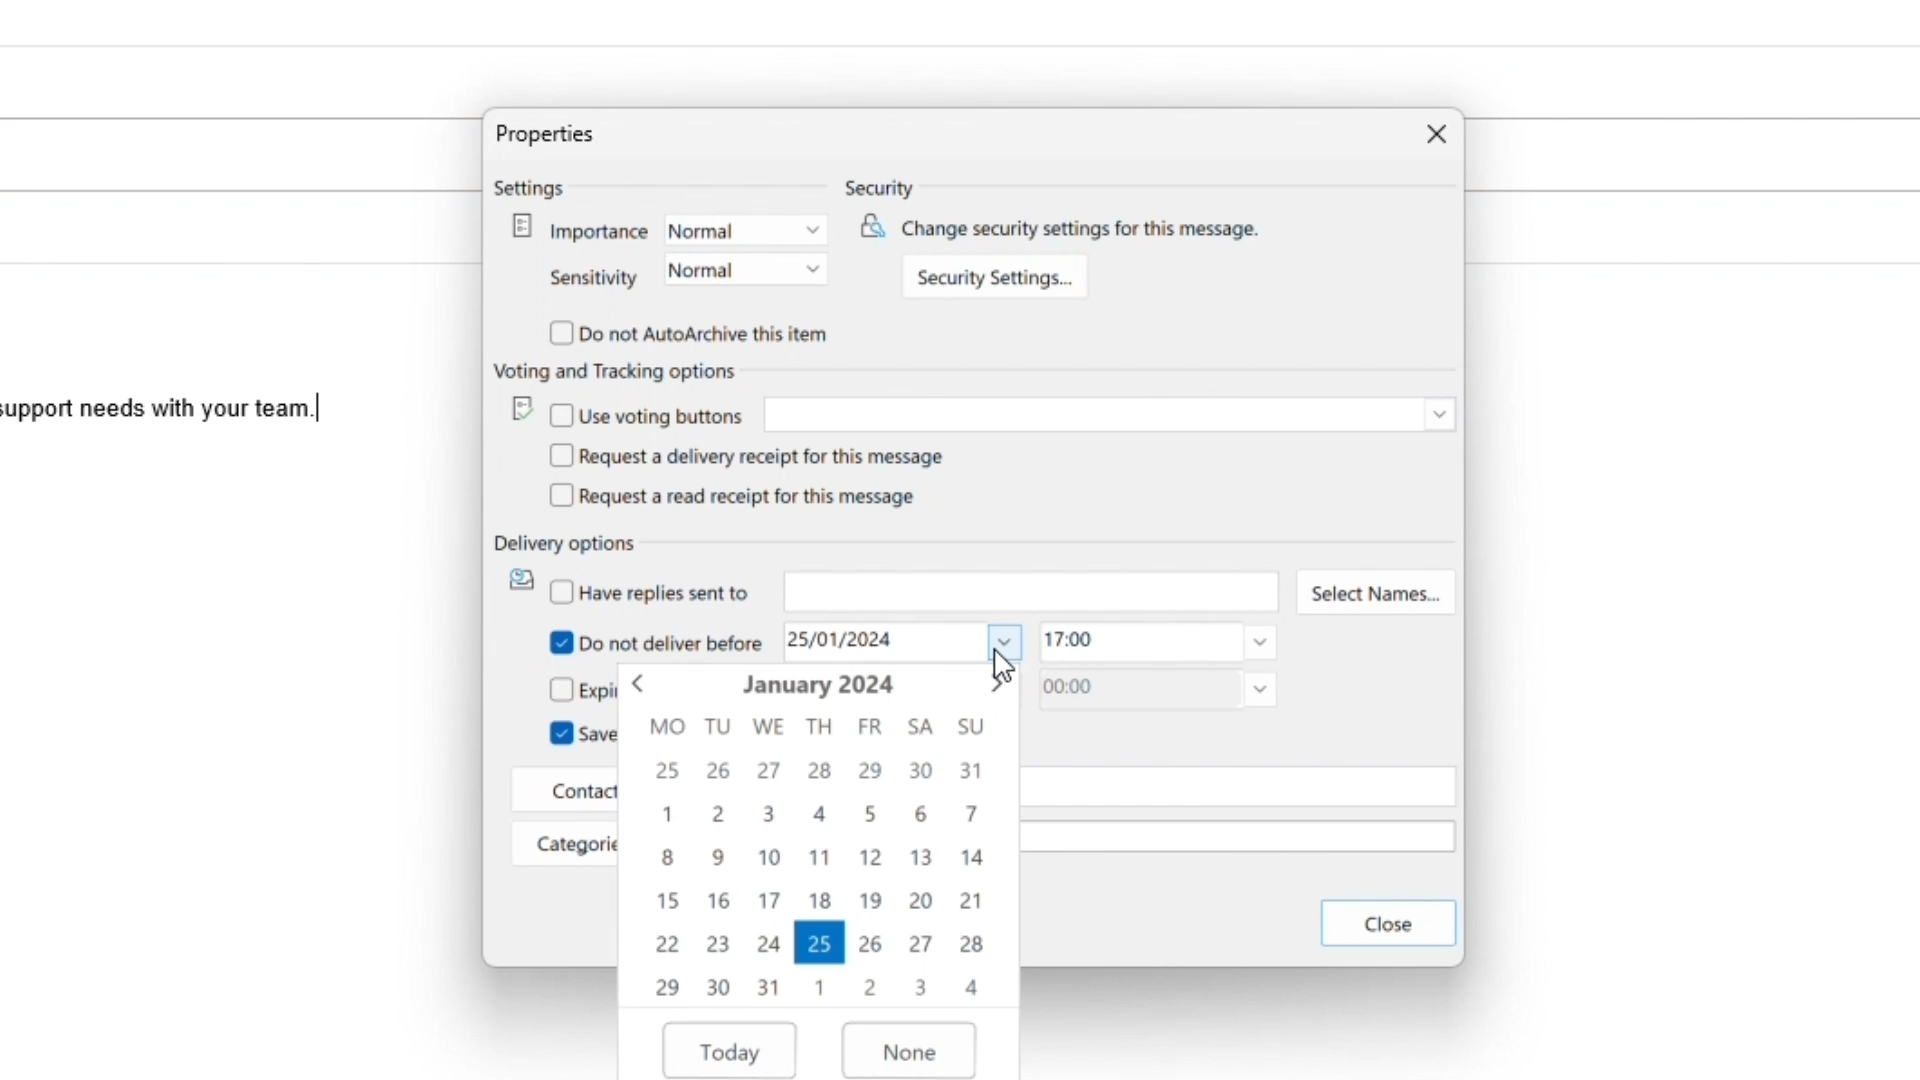 Properties
Settings
Security
Importance Normal
Change security settings for this message.
Sensitivity Normal
Security Settings...
Do not AutoArchive this item
Voting and Tracking options
support needs with your team.
Use voting buttons
Request a delivery receipt for this message
Request a read receipt for this message
Delivery options
Have replies sent to
Select Names...
Do not deliver before 25/01/2024 17:00
Expi 00:00
Save
Contact
Categorie
January 2024
MO TU WE TH FR SA SU
25 26 27 28 29 30 31
1 2 3 4 5 6 7
8 9 10 11 12 13 14
15 16 17 18 19 20 21
22 23 24 25 26 27 28
29 30 31 1 2 3 4
Today None
Close